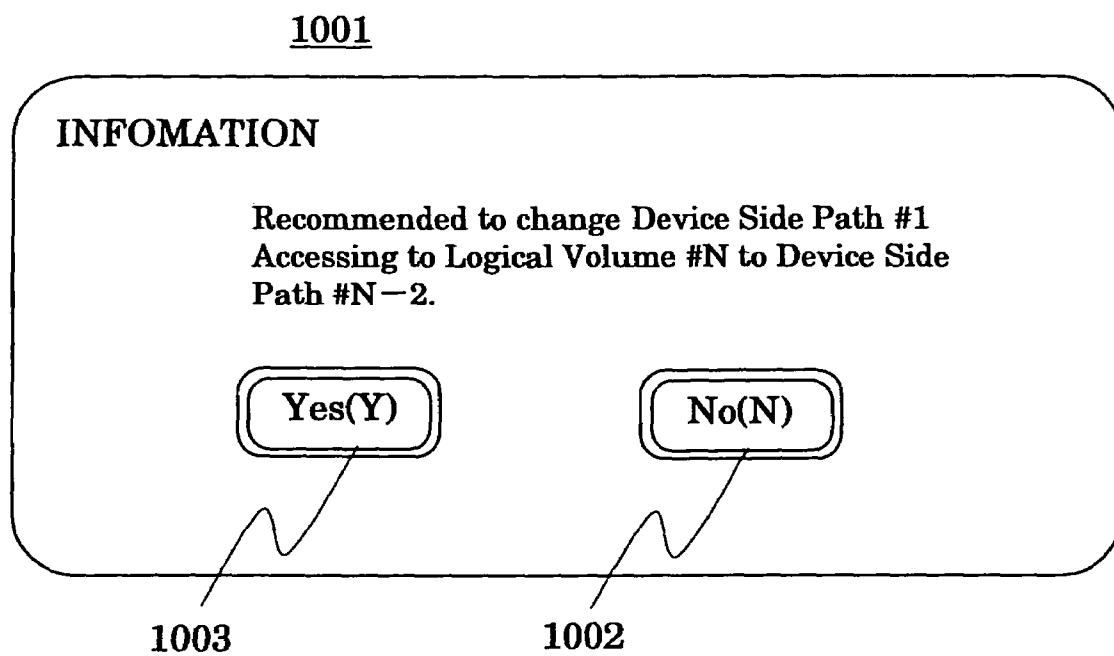 1001
INFOMATION
Recommended to change Device Side Path #1
Accessing to Logical Volume #N to Device Side
Path #N−2.
Yes(Y)
No(N)
1003
1002